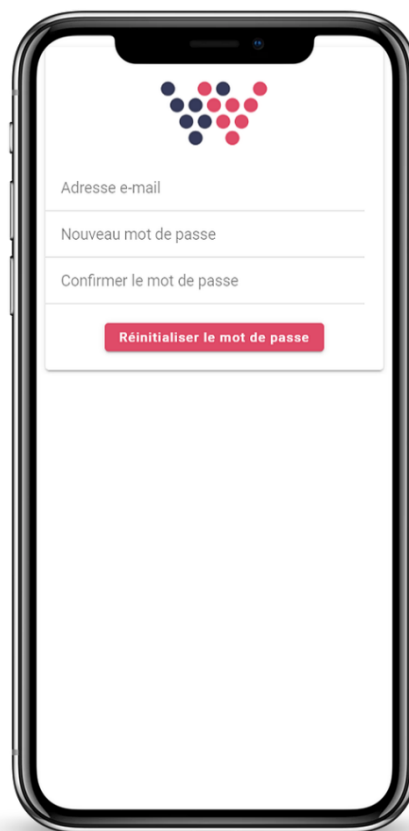 Adresse e-mail
Nouveau mot de passe
Confirmer le mot de passe
Réinitialiser le mot de passe